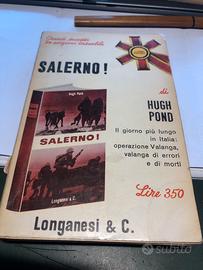 SALERNO!
di
HUGH
POND
Il giorno più lungo
in Italia:
operazione Valanga,
valanga di errori
e di morti
Lire 350
Hugh Pond
SALERNO!
Longanesi & C.
Longanesi & C.
subito